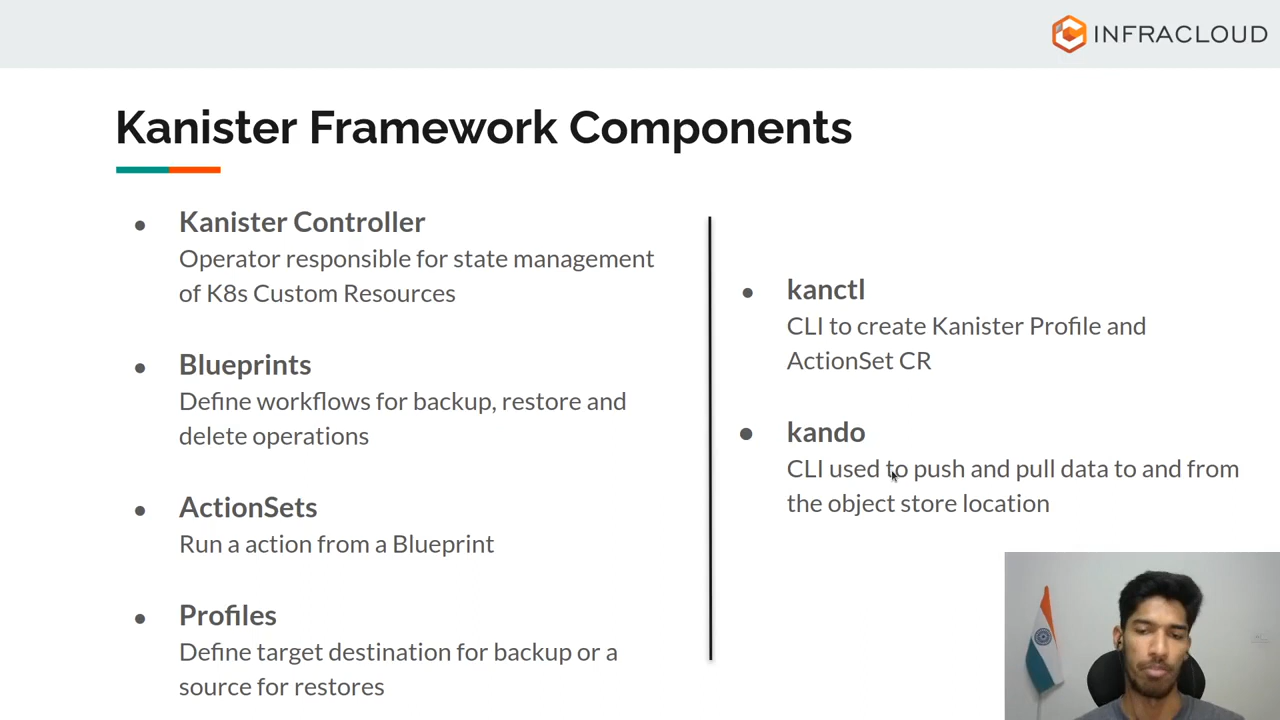 INFRACLOUD
Kanister Framework Components
● Kanister Controller
Operator responsible for state management
of K8s Custom Resources
● Blueprints
Define workflows for backup, restore and
delete operations
● ActionSets
Run a action from a Blueprint
● Profiles
Define target destination for backup or a
source for restores
● kanctl
CLI to create Kanister Profile and
ActionSet CR
● kando
CLI used to push and pull data to and from
the object store location